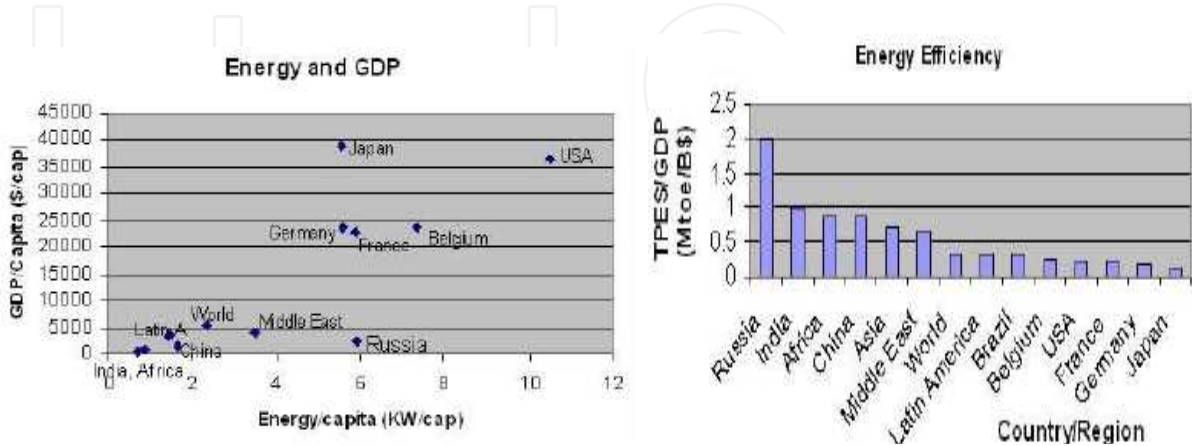 Energy and GDP
GDP/Capita ($/cap)
45000
40000
35000
30000
25000
20000
15000
10000
5000
0
Japan
USA
Germany
France
Belgium
Latin A
World
Middle East
China
Russia
India, Africa
0 2 4 6 8 10 12
Energy/capita (KW/cap)
Energy Efficiency
TPES/GDP
(Mtoe/B$)
2.5
2
1.5
1
0.5
0
Russia
India
Africa
China
Asia
Middle East
World
Latin America
Brazil
Belgium
USA
France
Germany
Japan
Country/Region